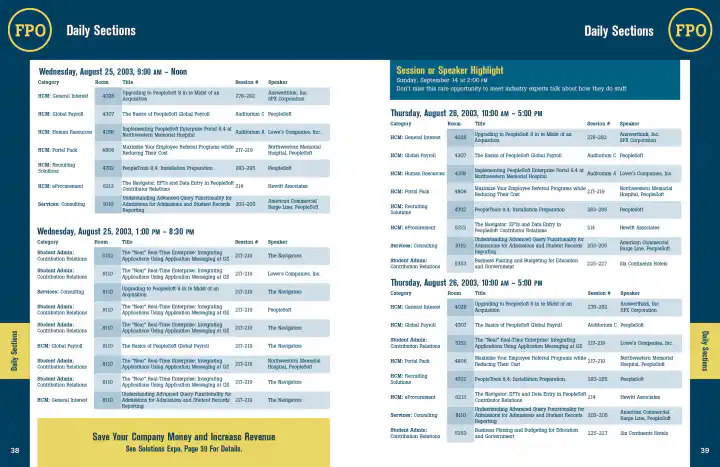 FPO
Daily Sections
Wednesday, August 25, 2003, 9:00 AM – Noon
Category Room Title Session # Speaker
HCM: General Interest 4028 Upgrading to PeopleSoft 8 in te Midst of an Acquisition 278-282 Answerthink, Inc. SPX Corporation
HCM: Global Payroll 4307 The Basics of PeopleSoft Global Payroll Auditorium C PeopleSoft
HCM: Human Resources 4158 Implementing PeopleSoft Enterprise Portal 8.4 at Northwestern Memorial Hospital Auditorium A Lowe's Companies, Inc.
HCM: Portal Pack 4806 Maximize Your Employee Referral Programs while Reducing Their Cost 217-219 Northwestern Memorial Hospital, PeopleSoft
HCM: Recruiting Solutions 4702 PeopleTools 8.4: Installation Preparation 283-285 PeopleSoft
HCM: eProcurement 6213 The Navigator: EFTs and Data Entry in PeopleSoft Contributor Relations 214 Hewitt Associates
Services: Consulting 9110 Understanding Advanced Query Functionality for Admissions for Admissions and Student Records Reporting 203-205 American Commercial Barge Line, PeopleSoft
Wednesday, August 25, 2003, 1:00 PM – 8:30 PM
Category Room Title Session # Speaker
Student Admin: Contribution Relations 5152 The "Near" Real-Time Enterprise: Integrating Applications Using Application Messaging at GE 217-219 The Navigators
Student Admin: Contribution Relations 9110 The "Near" Real-Time Enterprise: Integrating Applications Using Application Messaging at GE 217-219 Lowe's Companies, Inc.
Services: Consulting 9110 Upgrading to PeopleSoft 8 in te Midst of an Acquisition 217-219 The Navigators
Student Admin: Contribution Relations 9110 The "Near" Real-Time Enterprise: Integrating Applications Using Application Messaging at GE 217-219 PeopleSoft
Student Admin: Contribution Relations 9110 The "Near" Real-Time Enterprise: Integrating Applications Using Application Messaging at GE 217-219 The Navigators
HCM: Global Payroll 9110 The Basics of PeopleSoft Global Payroll 217-219 The Navigators
Student Admin: Contribution Relations 9110 The "Near" Real-Time Enterprise: Integrating Applications Using Application Messaging at GE 217-219 Northwestern Memorial Hospital, PeopleSoft
Student Admin: Contribution Relations 9110 The "Near" Real-Time Enterprise: Integrating Applications Using Application Messaging at GE 217-219 The Navigators
HCM: General Interest 9110 Understanding Advanced Query Functionality for Admissions for Admissions and Student Records Reporting 217-219 The Navigators
Save Your Company Money and Increase Revenue
See Solutions Expo, Page 59 For Details.
Daily Sections
38
Daily Sections
FPO
Session or Speaker Highlight
Sunday, September 14 at 2:00 PM
Don't miss this rare opportunity to meet industry experts talk about how they do stuff.
Thursday, August 26, 2003, 10:00 AM – 5:00 PM
Category Room Title Session # Speaker
HCM: General Interest 4028 Upgrading to PeopleSoft 8 in te Midst of an Acquisition 278-282 Answerthink, Inc. SPX Corporation
HCM: Global Payroll 4307 The Basics of PeopleSoft Global Payroll Auditorium C PeopleSoft
HCM: Human Resources 4158 Implementing PeopleSoft Enterprise Portal 8.4 at Northwestern Memorial Hospital Auditorium A Lowe's Companies, Inc.
HCM: Portal Pack 4806 Maximize Your Employee Referral Programs while Reducing Their Cost 217-219 Northwestern Memorial Hospital, PeopleSoft
HCM: Recruiting Solutions 4702 PeopleTools 8.4: Installation Preparation 283-285 PeopleSoft
HCM: eProcurement 6213 The Navigator: EFTs and Data Entry in PeopleSoft Contributor Relations 214 Hewitt Associates
Services: Consulting 9110 Understanding Advanced Query Functionality for Admissions for Admissions and Student Records Reporting 203-205 American Commercial Barge Line, PeopleSoft
Student Admin: Contribution Relations 5353 Business Planing and Budgeting for Education and Government 225-227 Six Continents Hotels
Thursday, August 26, 2003, 10:00 AM – 5:00 PM
Category Room Title Session # Speaker
HCM: General Interest 4028 Upgrading to PeopleSoft 8 in te Midst of an Acquisition 278-282 Answerthink, Inc. SPX Corporation
HCM: Global Payroll 4307 The Basics of PeopleSoft Global Payroll Auditorium C PeopleSoft
Student Admin: Contribution Relations 5152 The "Near" Real-Time Enterprise: Integrating Applications Using Application Messaging at GE 217-219 Lowe's Companies, Inc.
HCM: Portal Pack 4806 Maximize Your Employee Referral Programs while Reducing Their Cost 217-219 Northwestern Memorial Hospital, PeopleSoft
HCM: Recruiting Solutions 4702 PeopleTools 8.4: Installation Preparation 283-285 PeopleSoft
HCM: eProcurement 6213 The Navigator: EFTs and Data Entry in PeopleSoft Contributor Relations 214 Hewitt Associates
Services: Consulting 9110 Understanding Advanced Query Functionality for Admissions for Admissions and Student Records Reporting 203-205 American Commercial Barge Line, PeopleSoft
Student Admin: Contribution Relations 5353 Business Planing and Budgeting for Education and Government 225-227 Six Continents Hotels
Daily Sections
39